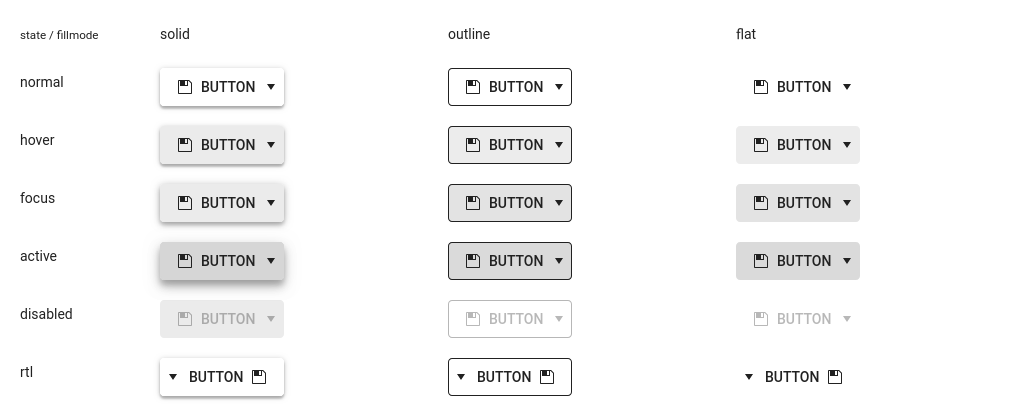 state / fillmode solid outline flat
normal BUTTON BUTTON BUTTON
hover BUTTON BUTTON BUTTON
focus BUTTON BUTTON BUTTON
active BUTTON BUTTON BUTTON
disabled BUTTON BUTTON BUTTON
rtl BUTTON BUTTON BUTTON